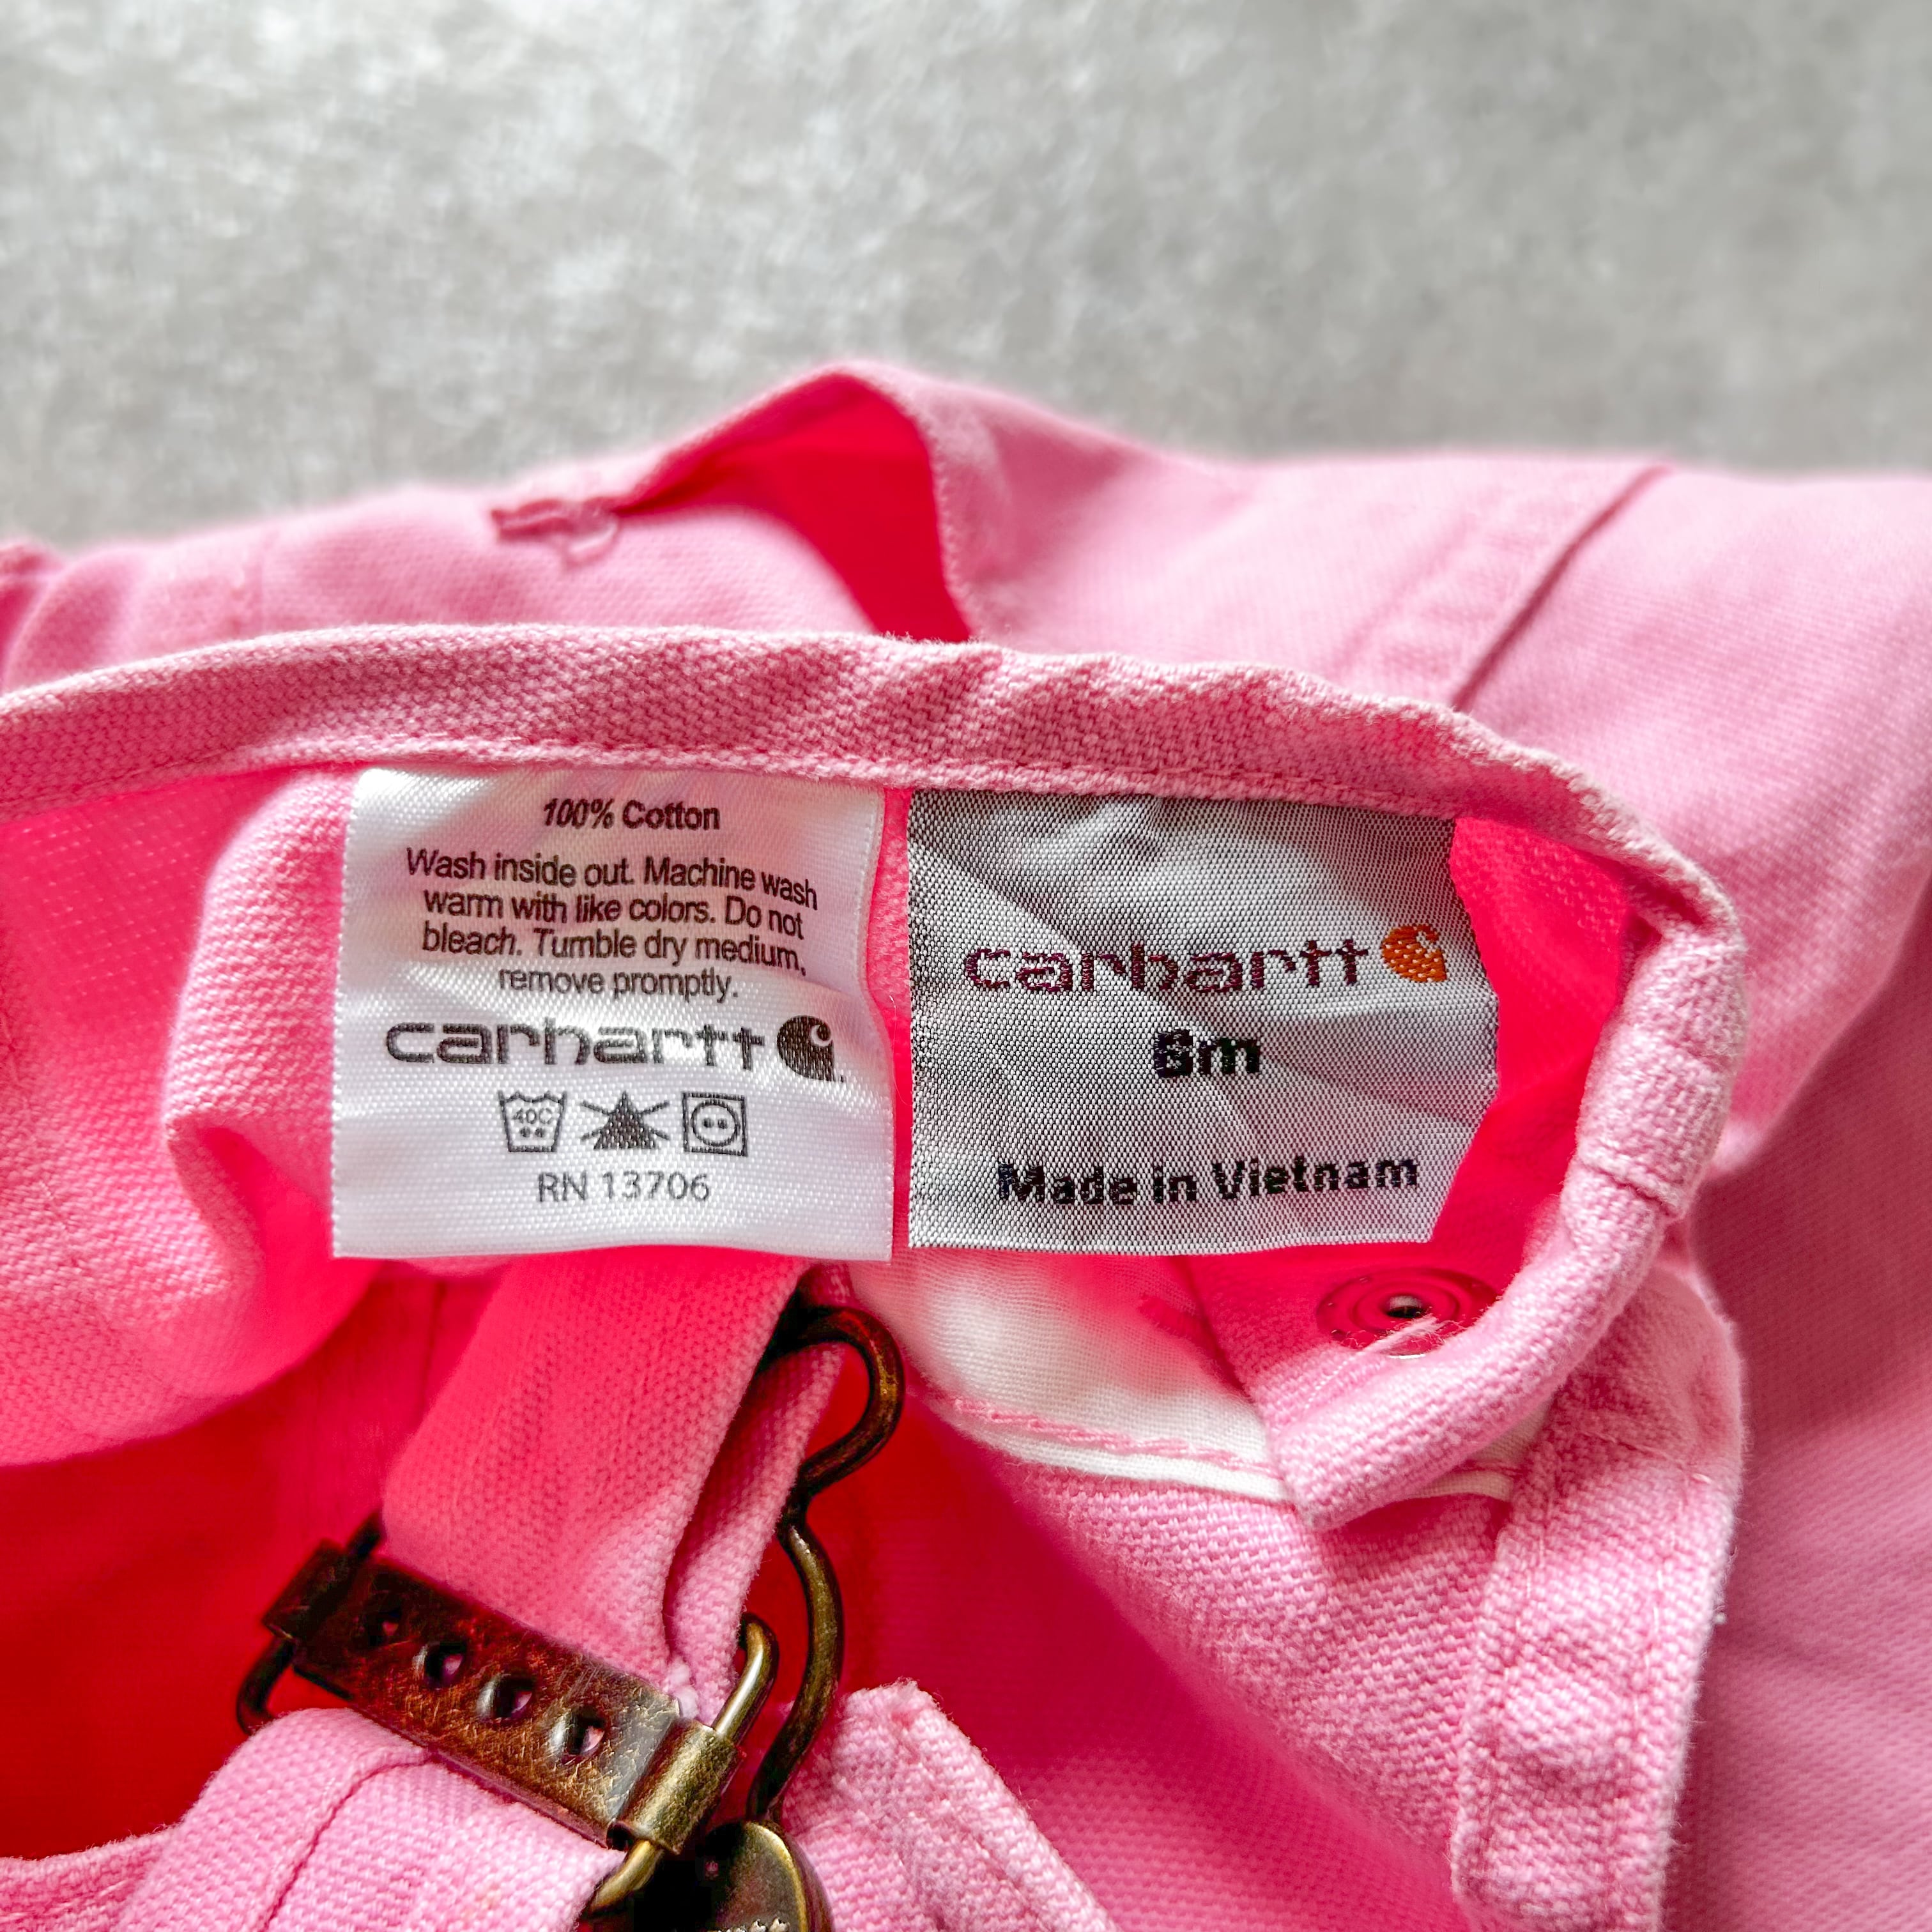 100% Cotton
Wash inside out. Machine wash
warm with like colors. Do not
bleach. Tumble dry medium,
remove promptly.
carhartt
40C
RN 13706
carhartt
6m
Made in Vietnam